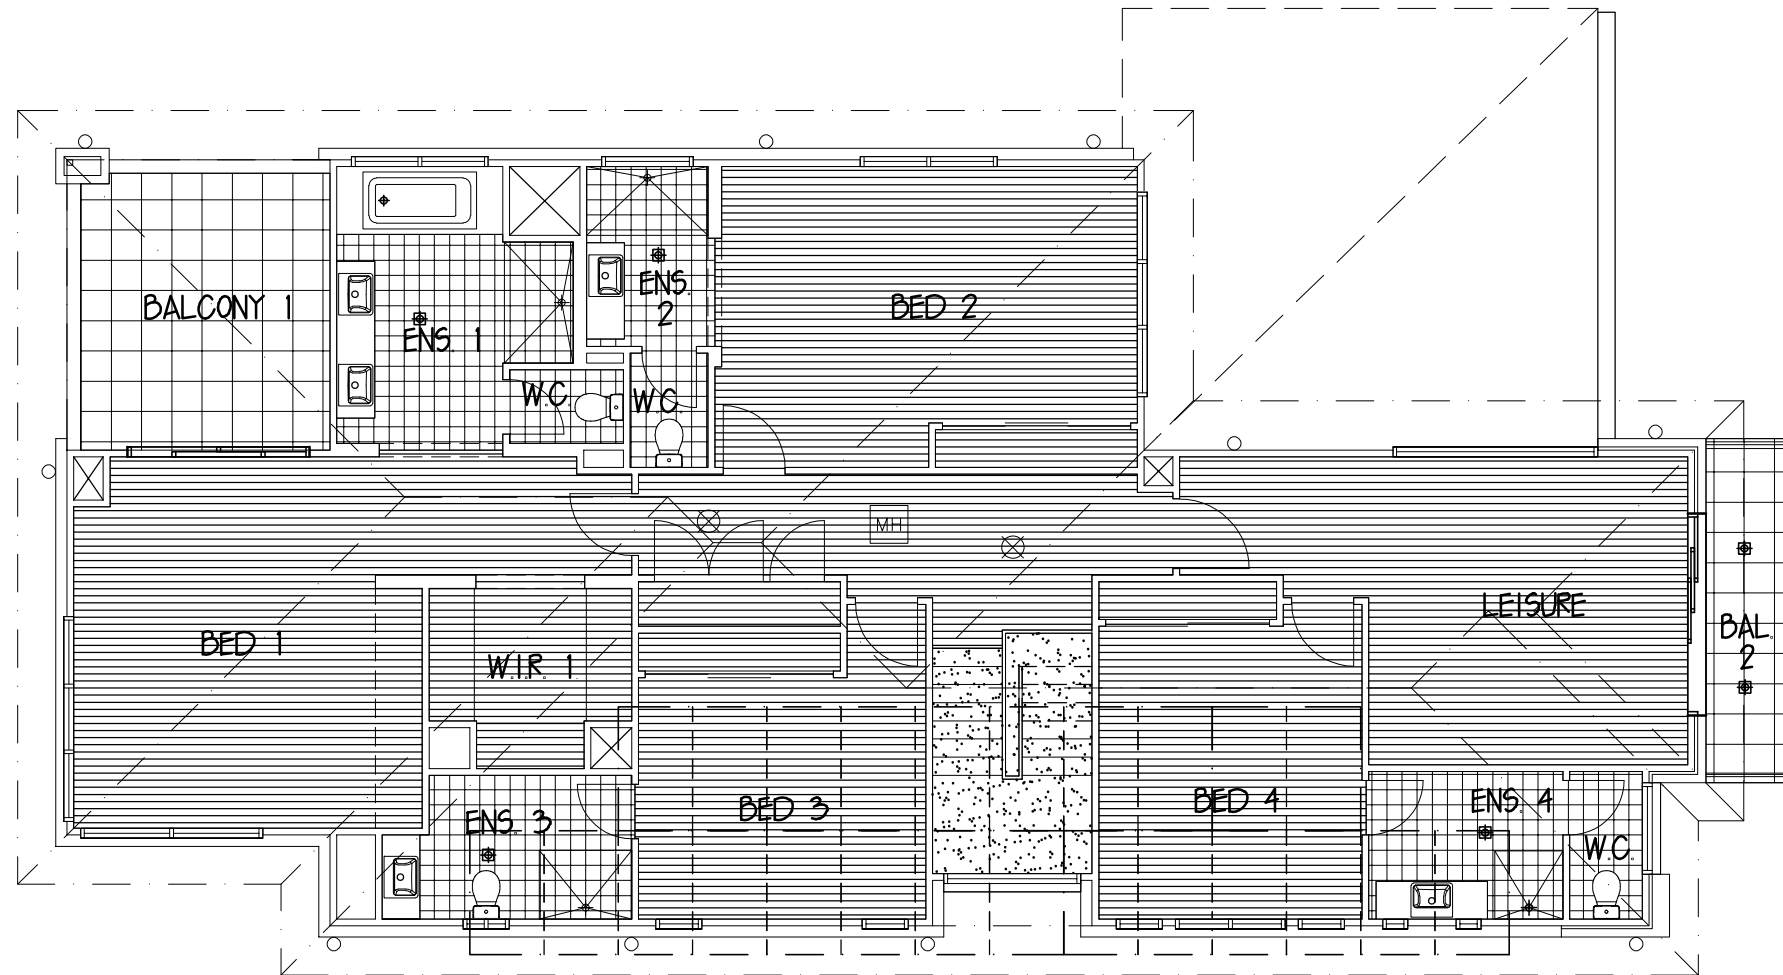 BALCONY 1
ENS. 1
W.C.
ENS.
2
W.C.
BED 2
MH
BED 1
W.I.R. 1
LEISURE
BAL.
2
ENS. 3
BED 3
BED 4
ENS. 4
W.C.